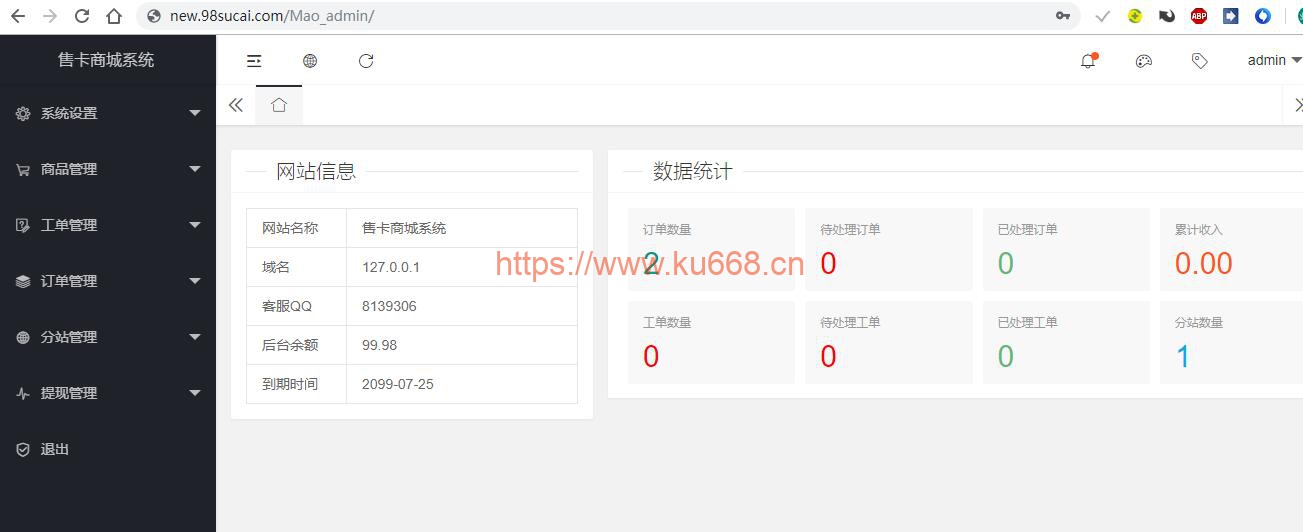 new.98sucai.com/Mao_admin/
ABP
售卡商城系统
admin
系统设置
商品管理
工单管理
订单管理
分站管理
提现管理
退出
网站信息
网站名称 售卡商城系统
域名 127.0.0.1
客服QQ 8139306
后台余额 99.98
到期时间 2099-07-25
数据统计
订单数量 待处理订单 已处理订单 累计收入
2 0 0 0.00
工单数量 待处理工单 已处理工单 分站数量
0 0 0 1
https://www.ku668.cn